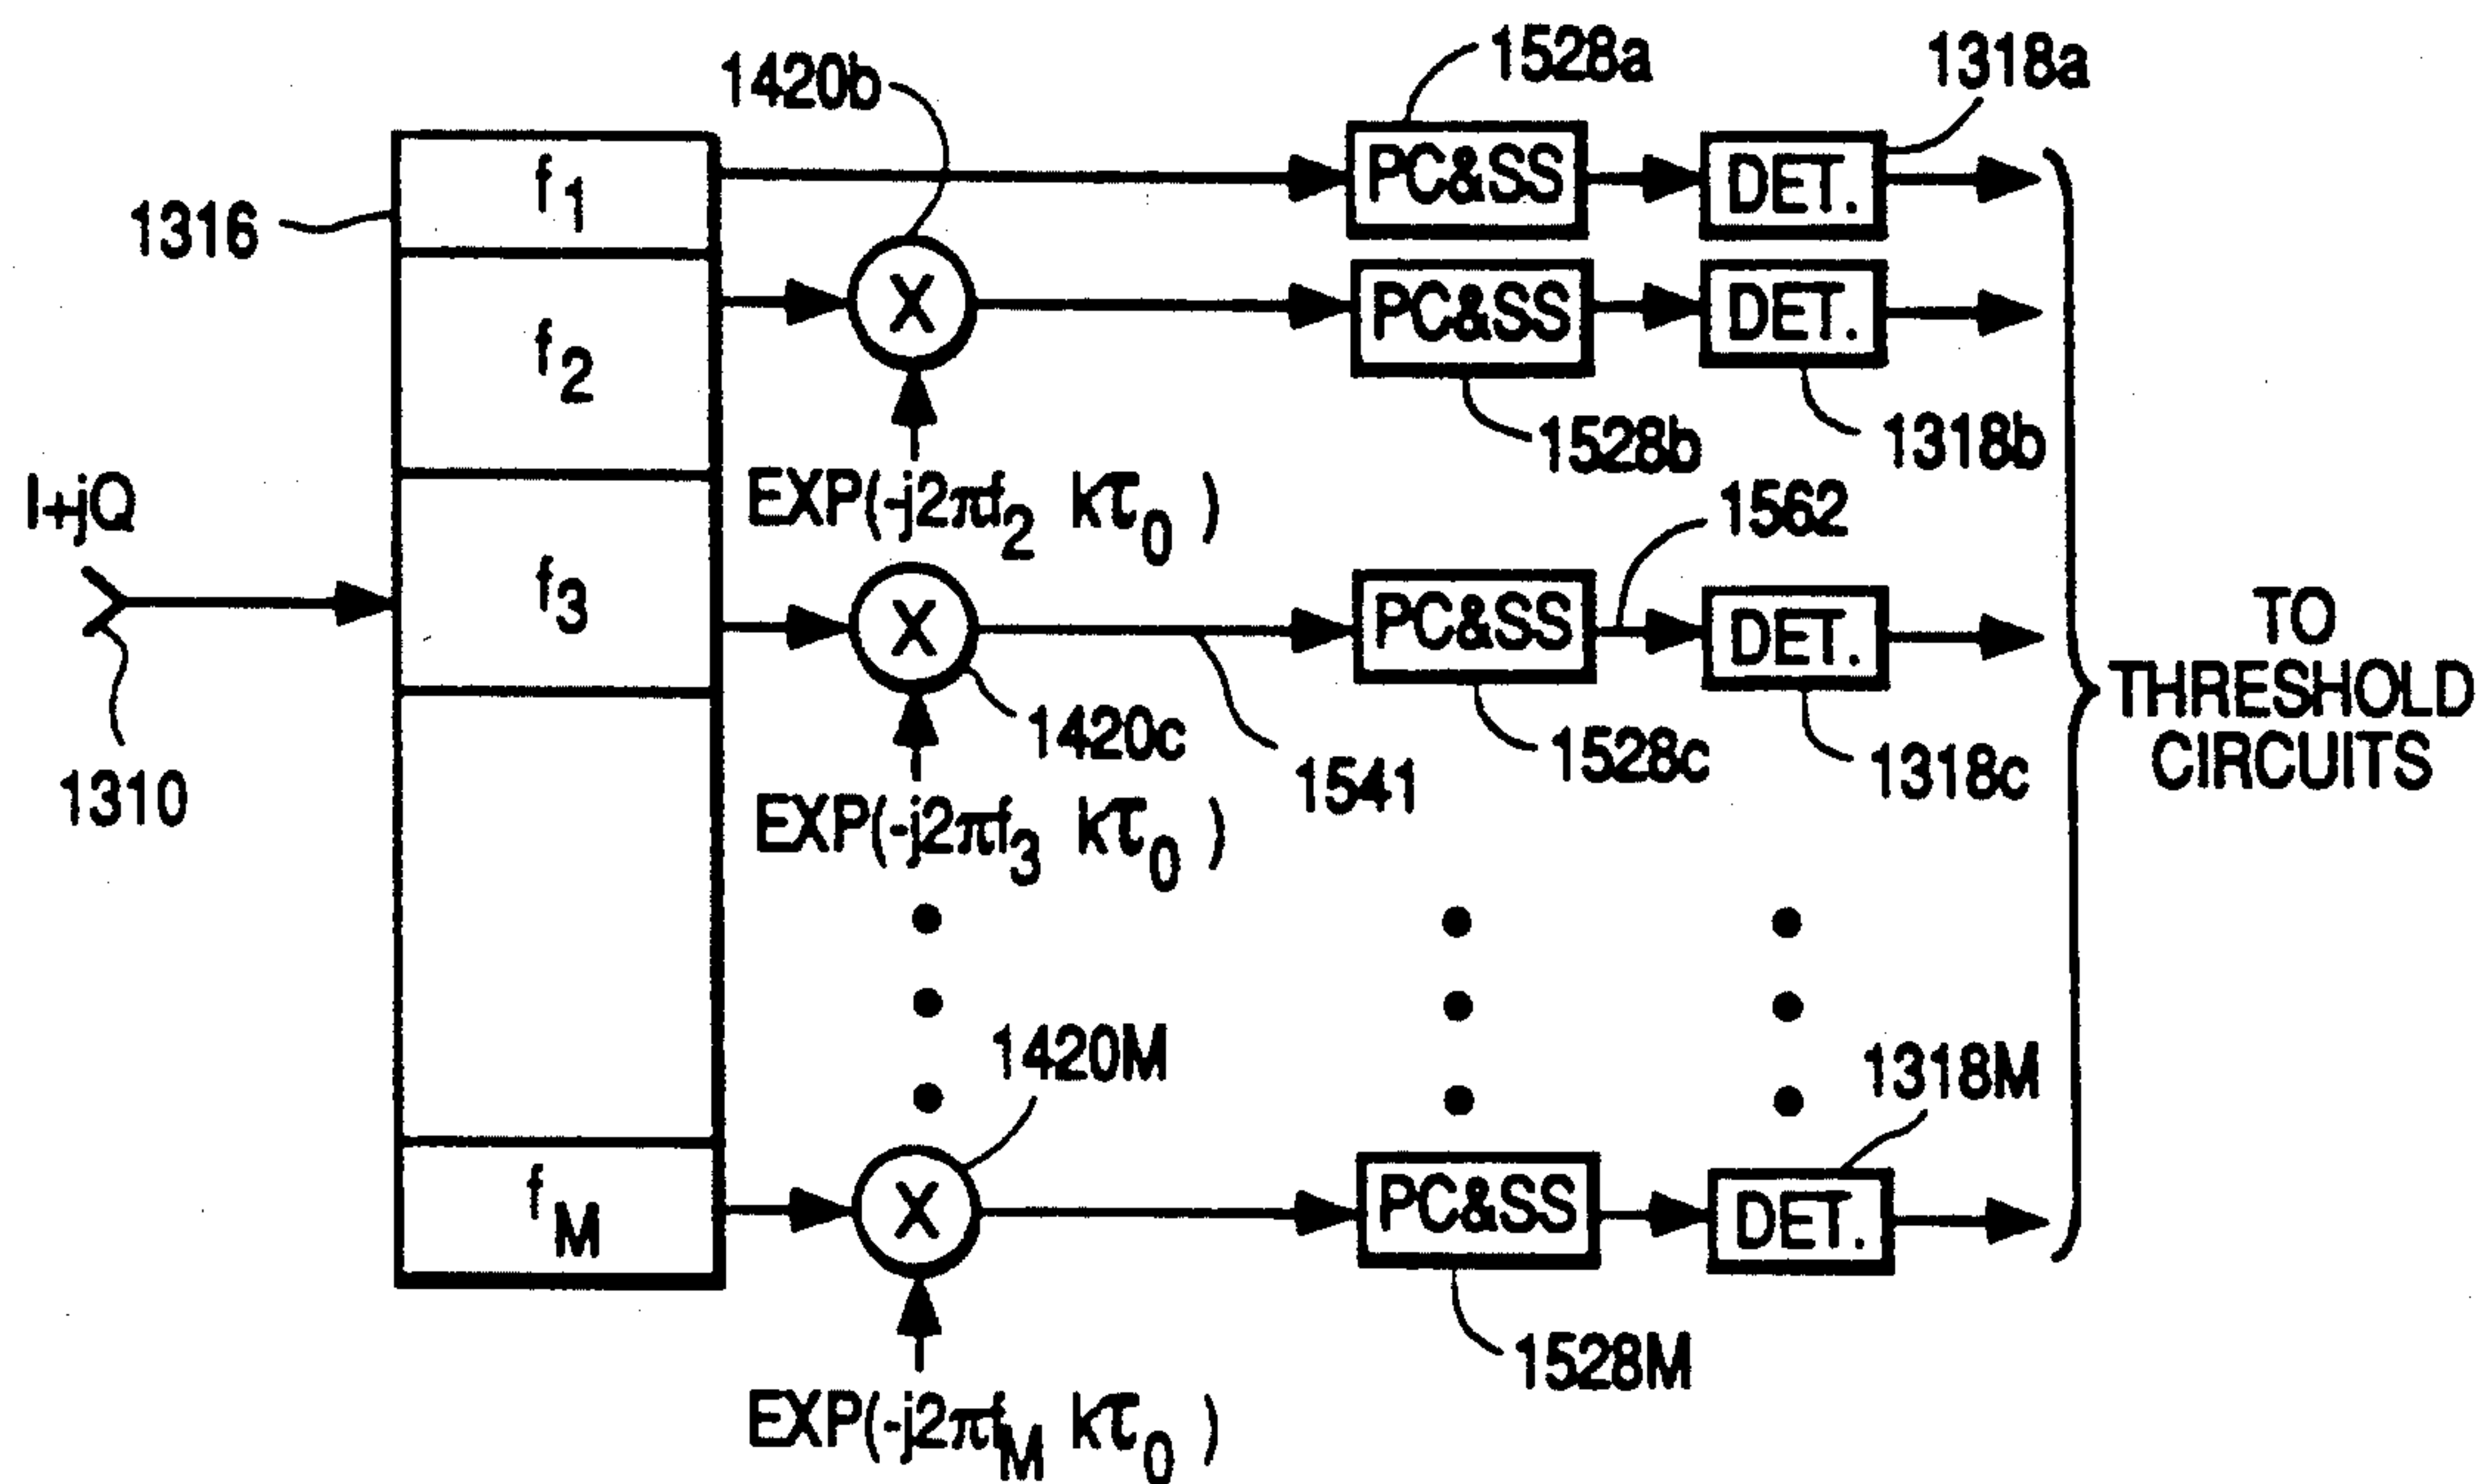 1420b
1528a
1318a
1316
f1
PC&SS
DET.
f2
X
PC&SS
DET.
1528b
1318b
I+jQ
EXP(-j2πf2 kτ0 )
1562
f3
X
PC&SS
DET.
TO
THRESHOLD
CIRCUITS
1310
1420c
1541
1528c
1318c
EXP(-j2πf3 kτ0 )
1420M
1318M
fM
X
PC&SS
DET.
1528M
EXP(-j2πfM kτ0 )